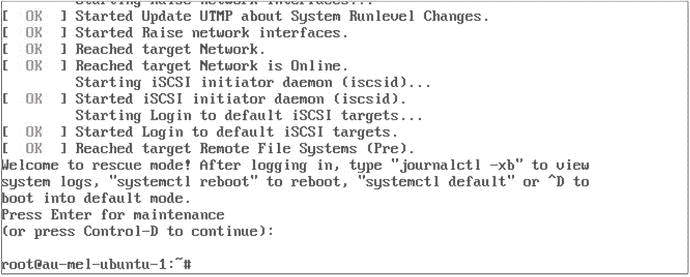 Starting Raise network interfaces...
[  OK  ] Started Update UTMP about System Runlevel Changes.
[  OK  ] Started Raise network interfaces.
[  OK  ] Reached target Network.
[  OK  ] Reached target Network is Online.
Starting iSCSI initiator daemon (iscsid)...
[  OK  ] Started iSCSI initiator daemon (iscsid).
Starting Login to default iSCSI targets...
[  OK  ] Started Login to default iSCSI targets.
[  OK  ] Reached target Remote File Systems (Pre).
Welcome to rescue mode! After logging in, type "journalctl -xb" to view
system logs, "systemctl reboot" to reboot, "systemctl default" or ^D to
boot into default mode.
Press Enter for maintenance
(or press Control-D to continue):
root@au-mel-ubuntu-1:~#